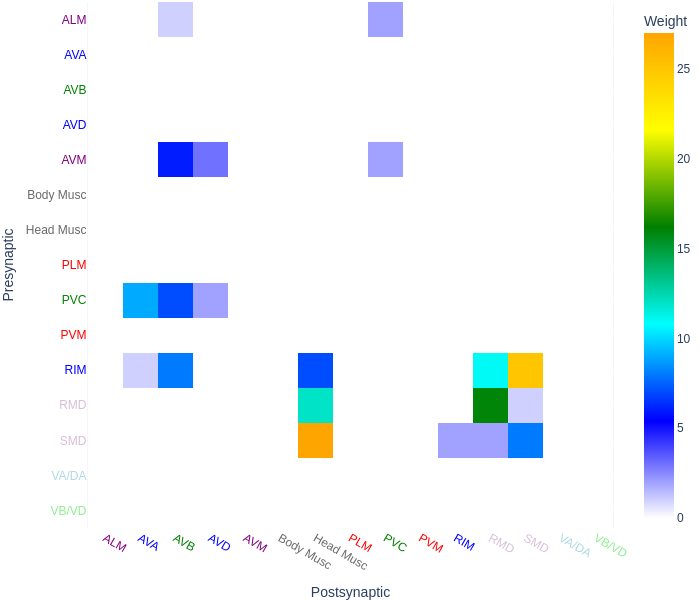 Weight
ALM
AVA
AVB
AVD
AVM
Body Musc
Head Musc
PLM
PVC
PVM
RIM
RMD
SMD
VA/DA
VB/VD
Presynaptic
ALM
AVA
AVB
AVD
AVM
Body Musc
Head Musc
PLM
PVC
PVM
RIM
RMD
SMD
VA/DA
VB/VD
Postsynaptic
25
20
15
10
5
0